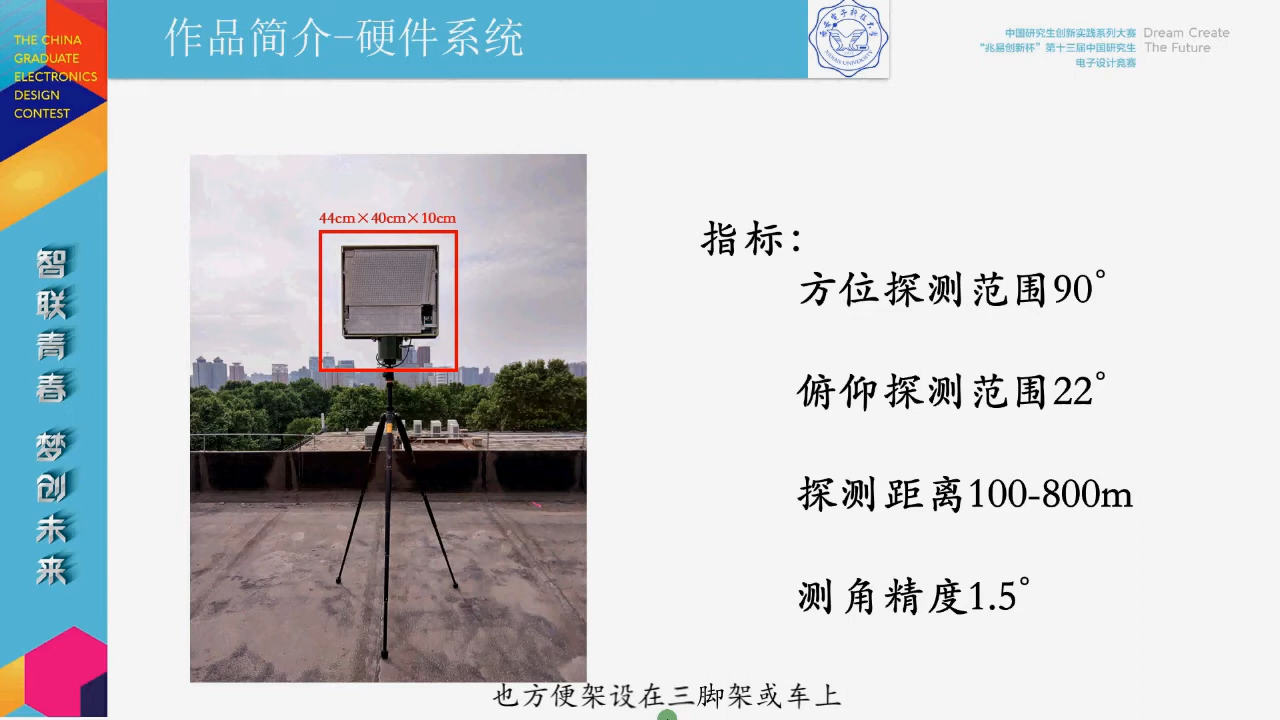 THE CHINA
GRADUATE
ELECTRONICS
DESIGN
CONTEST
智联青春 梦创未来
作品简介-硬件系统
中国研究生创新实践系列大赛
“兆易创新杯”第十三届中国研究生
电子设计竞赛
Dream Create
The Future
44cm×40cm×10cm
指标：
方位探测范围90°
俯仰探测范围22°
探测距离100-800m
测角精度1.5°
也方便架设在三脚架或车上